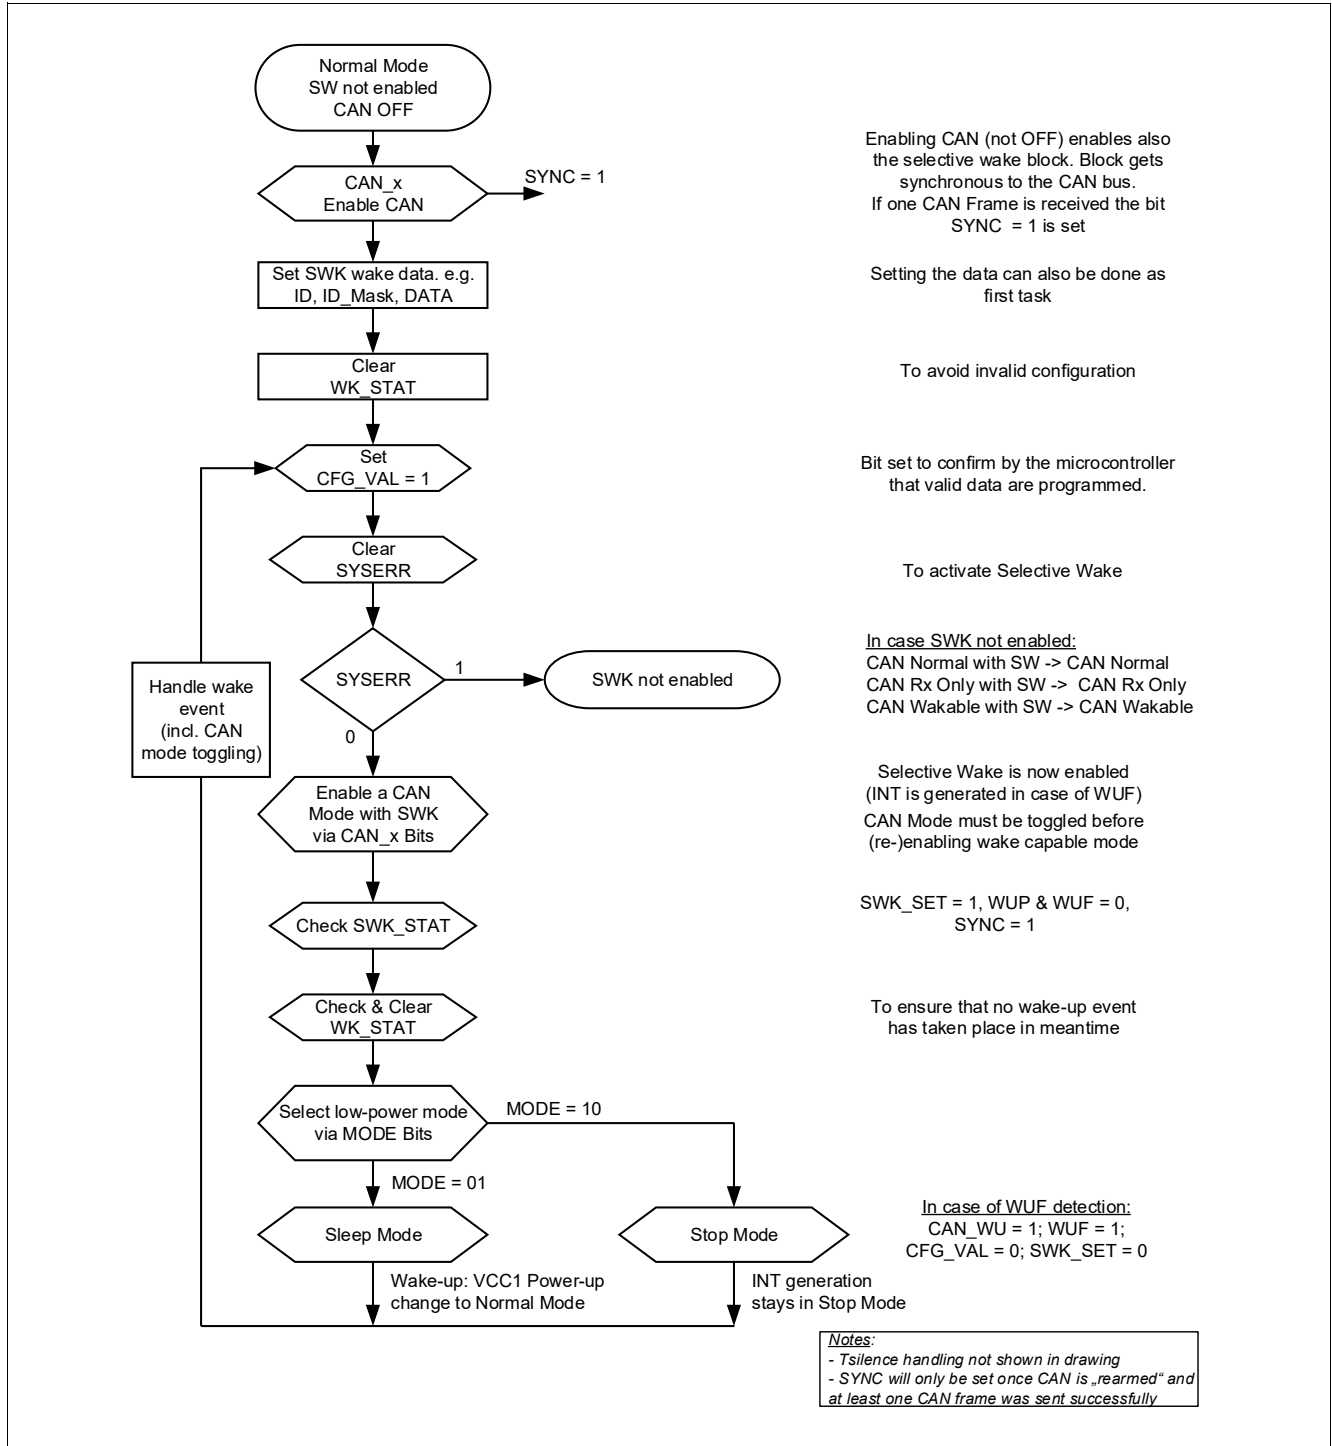 Normal Mode
SW not enabled
CAN OFF
CAN_x
Enable CAN
SYNC = 1
Enabling CAN (not OFF) enables also
the selective wake block. Block gets
synchronous to the CAN bus.
If one CAN Frame is received the bit
SYNC = 1 is set
Set SWK wake data. e.g.
ID, ID_Mask, DATA
Setting the data can also be done as
first task
Clear
WK_STAT
To avoid invalid configuration
Set
CFG_VAL = 1
Bit set to confirm by the microcontroller
that valid data are programmed.
Clear
SYSERR
To activate Selective Wake
SYSERR
1
0
SWK not enabled
In case SWK not enabled:
CAN Normal with SW -> CAN Normal
CAN Rx Only with SW -> CAN Rx Only
CAN Wakable with SW -> CAN Wakable
Handle wake
event
(incl. CAN
mode toggling)
Enable a CAN
Mode with SWK
via CAN_x Bits
Selective Wake is now enabled
(INT is generated in case of WUF)
CAN Mode must be toggled before
(re-)enabling wake capable mode
Check SWK_STAT
SWK_SET = 1, WUP & WUF = 0,
SYNC = 1
Check & Clear
WK_STAT
To ensure that no wake-up event
has taken place in meantime
Select low-power mode
via MODE Bits
MODE = 10
MODE = 01
Sleep Mode
Stop Mode
In case of WUF detection:
CAN_WU = 1; WUF = 1;
CFG_VAL = 0; SWK_SET = 0
Wake-up: VCC1 Power-up
change to Normal Mode
INT generation
stays in Stop Mode
Notes:
- Tsilence handling not shown in drawing
- SYNC will only be set once CAN is „rearmed“ and
at least one CAN frame was sent successfully